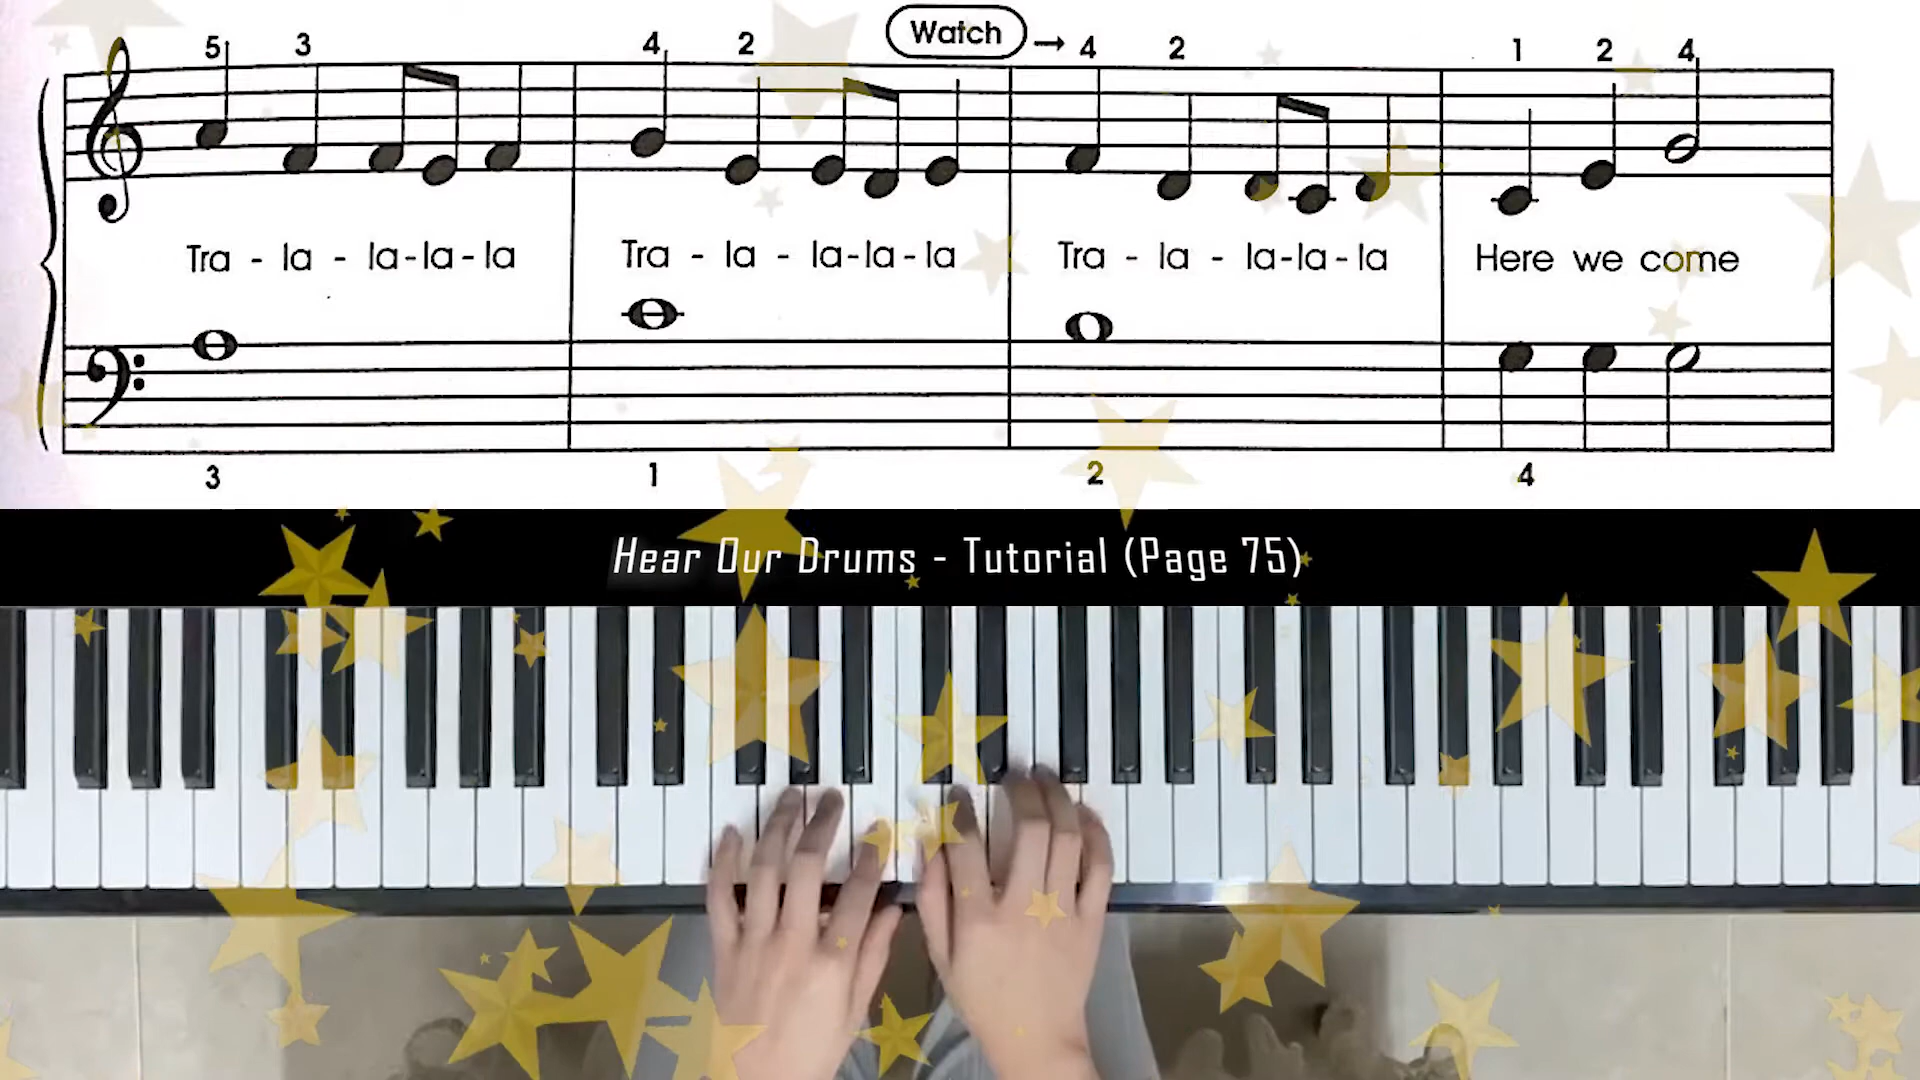 Watch
5 3 4 2 → 4 2 1 2 4
Tra - la - la-la-la Tra - la - la-la-la Tra - la - la-la-la Here we come
3 1 2 4
Hear Our Drums - Tutorial (Page 75)